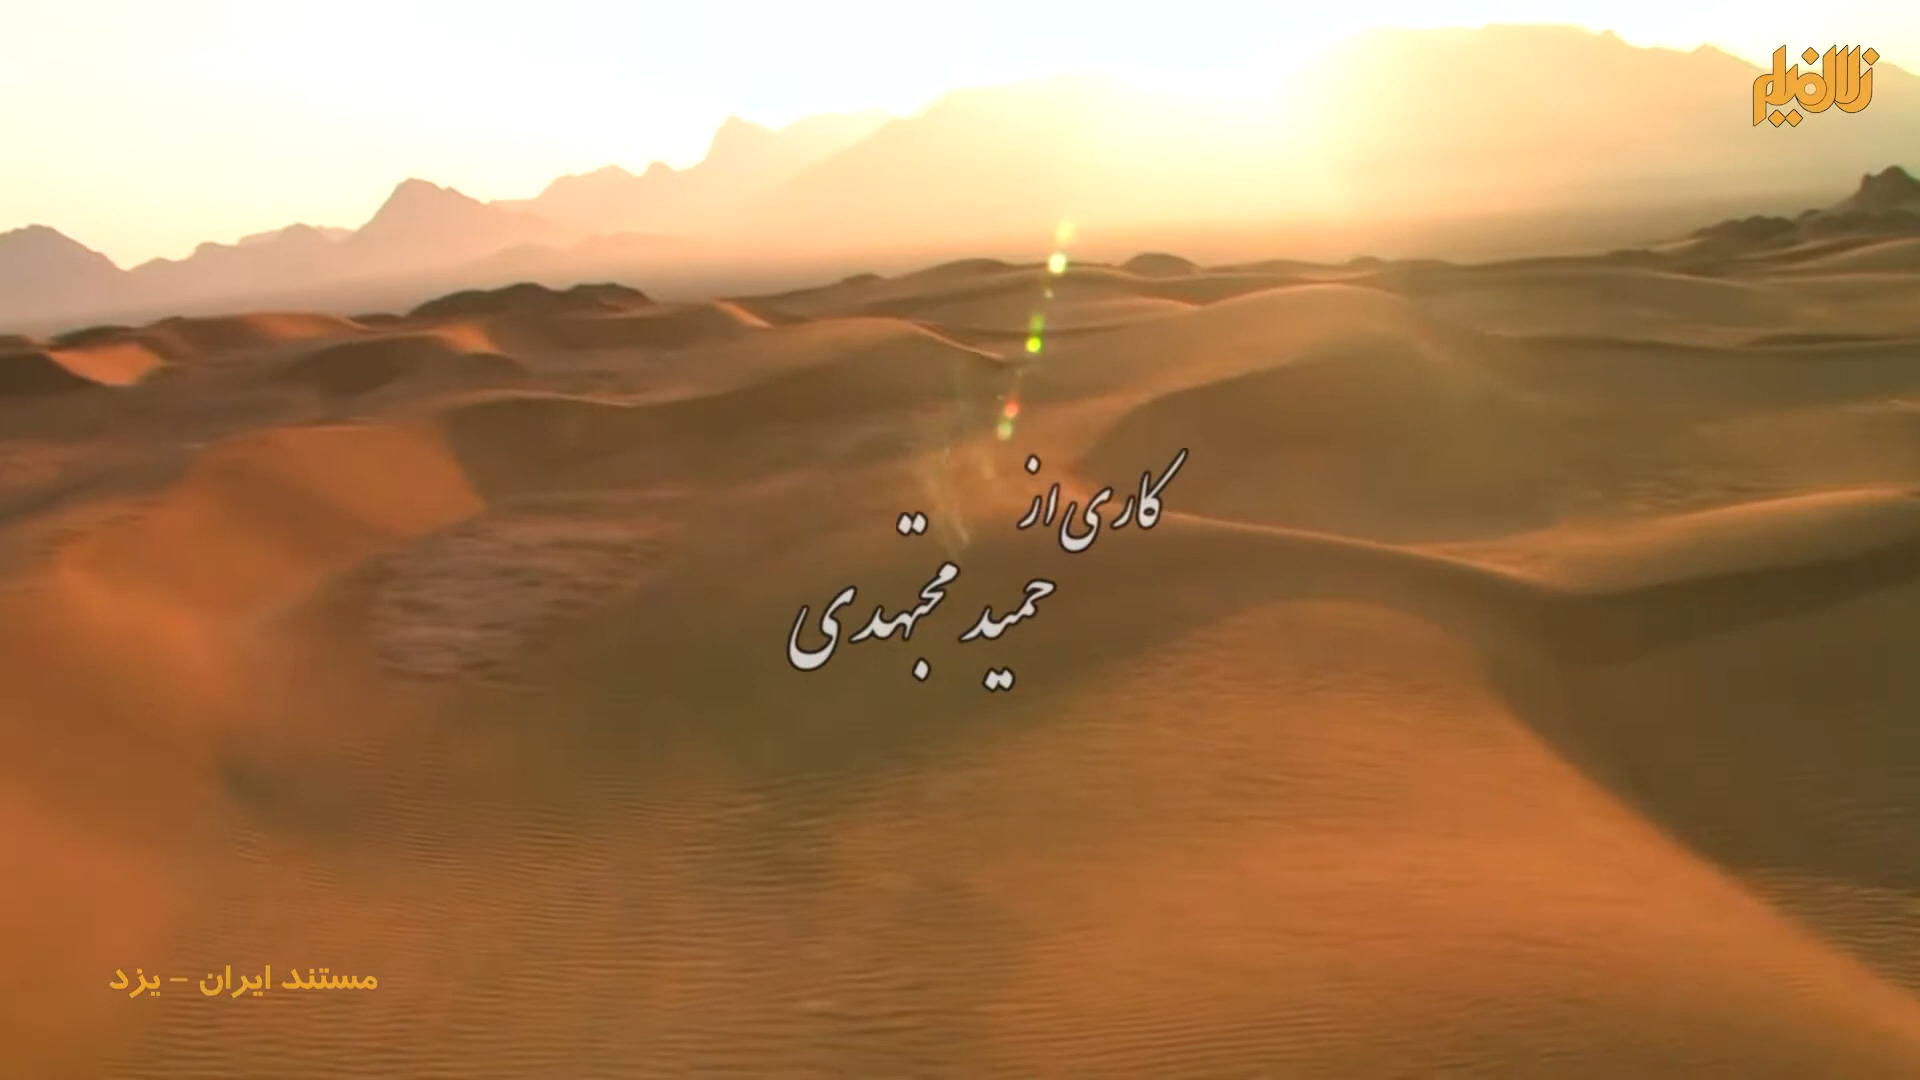 زلال فیلم
کاری از
حمید مجتهدی
مستند ایران – یزد